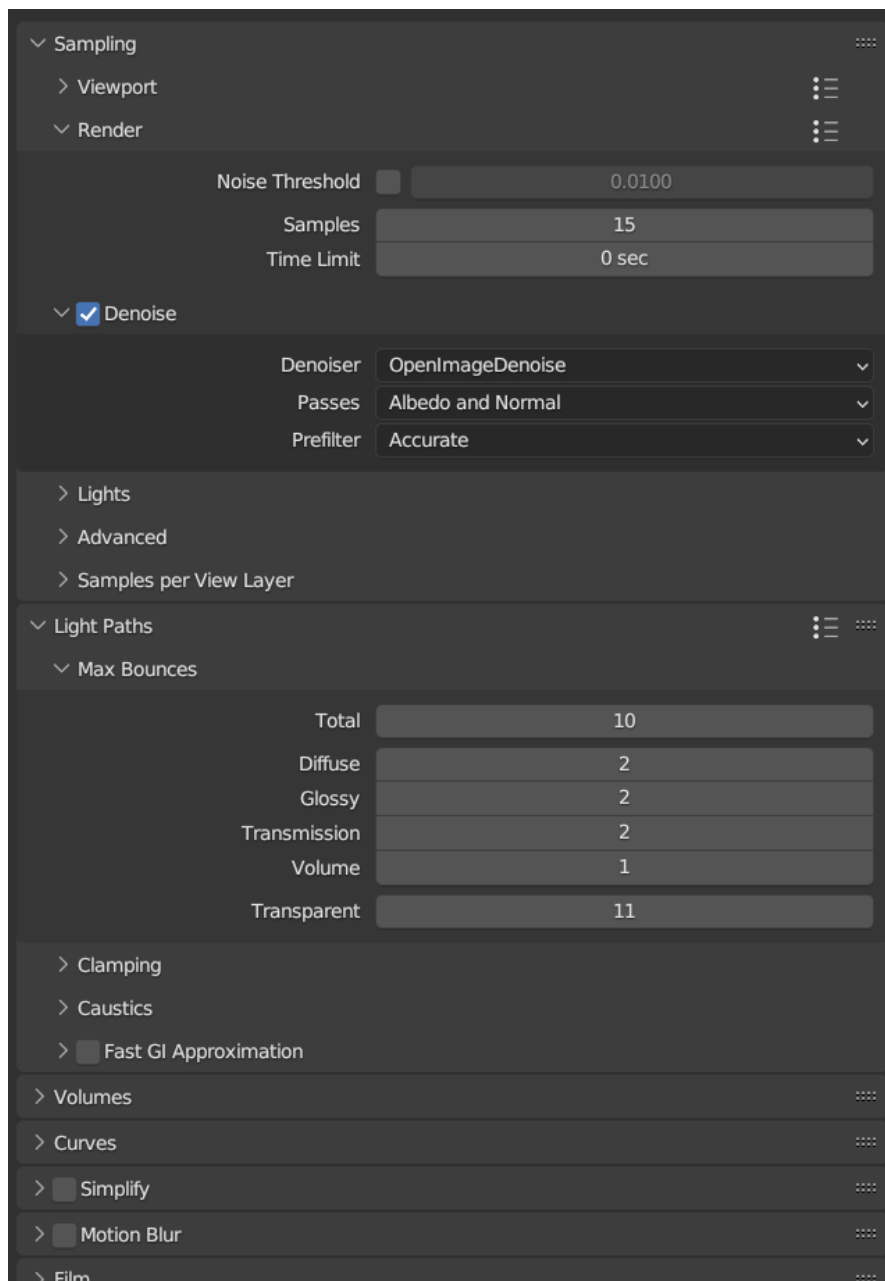 Sampling
Viewport
Render
Noise Threshold 0.0100
Samples 15
Time Limit 0 sec
Denoise
Denoiser OpenImageDenoise
Passes Albedo and Normal
Prefilter Accurate
Lights
Advanced
Samples per View Layer
Light Paths
Max Bounces
Total 10
Diffuse 2
Glossy 2
Transmission 2
Volume 1
Transparent 11
Clamping
Caustics
Fast GI Approximation
Volumes
Curves
Simplify
Motion Blur
Film